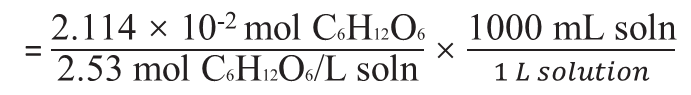 = 2.114 × 10⁻² mol C₆H₁₂O₆ / 2.53 mol C₆H₁₂O₆/L soln × 1000 mL soln / 1 L solution